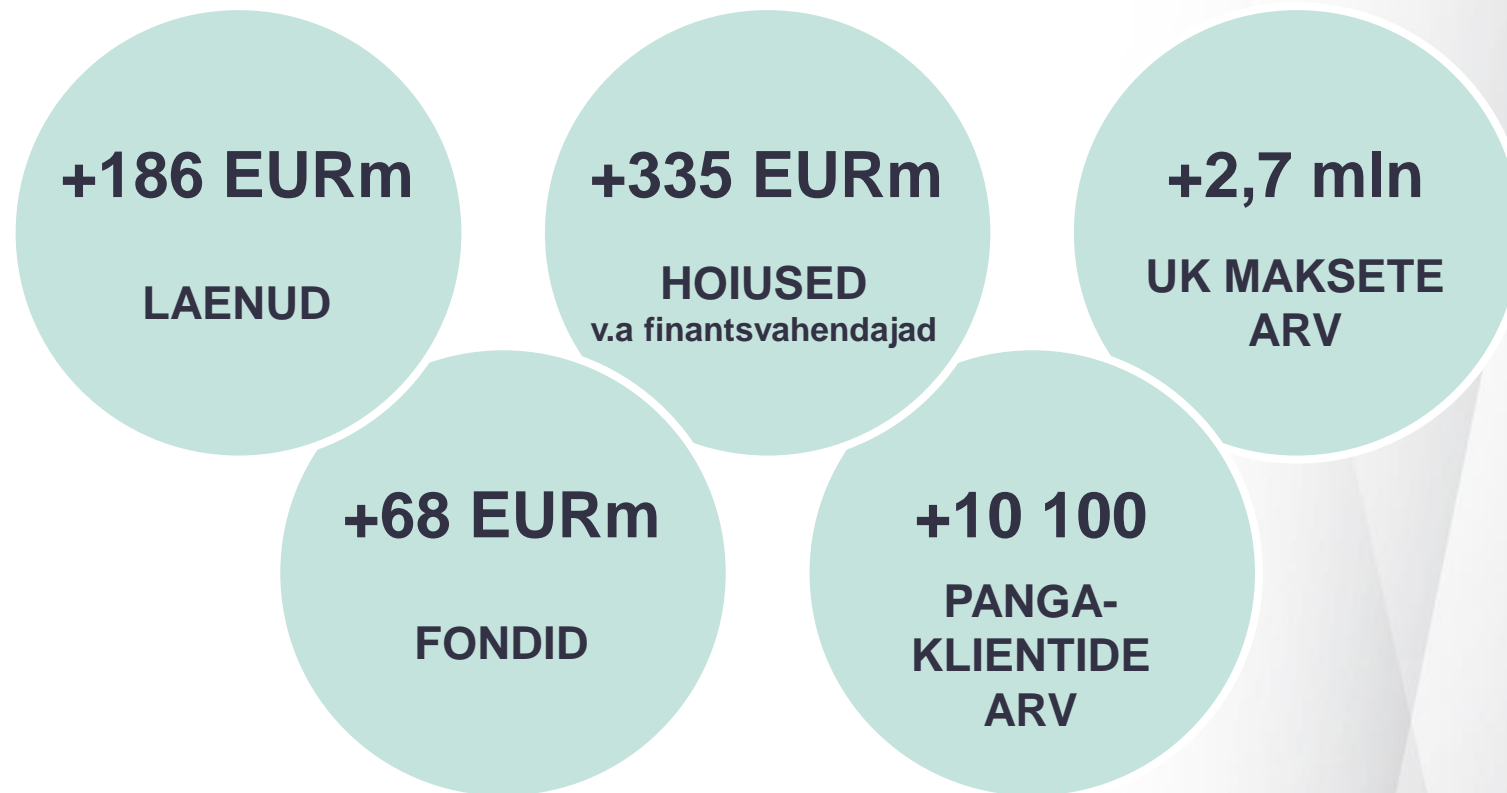 +186 EURm
LAENUD
+335 EURm
HOIUSED
v.a finantsvahendajad
+2,7 mln
UK MAKSETE
ARV
+68 EURm
FONDID
+10 100
PANGA-
KLIENTIDE
ARV